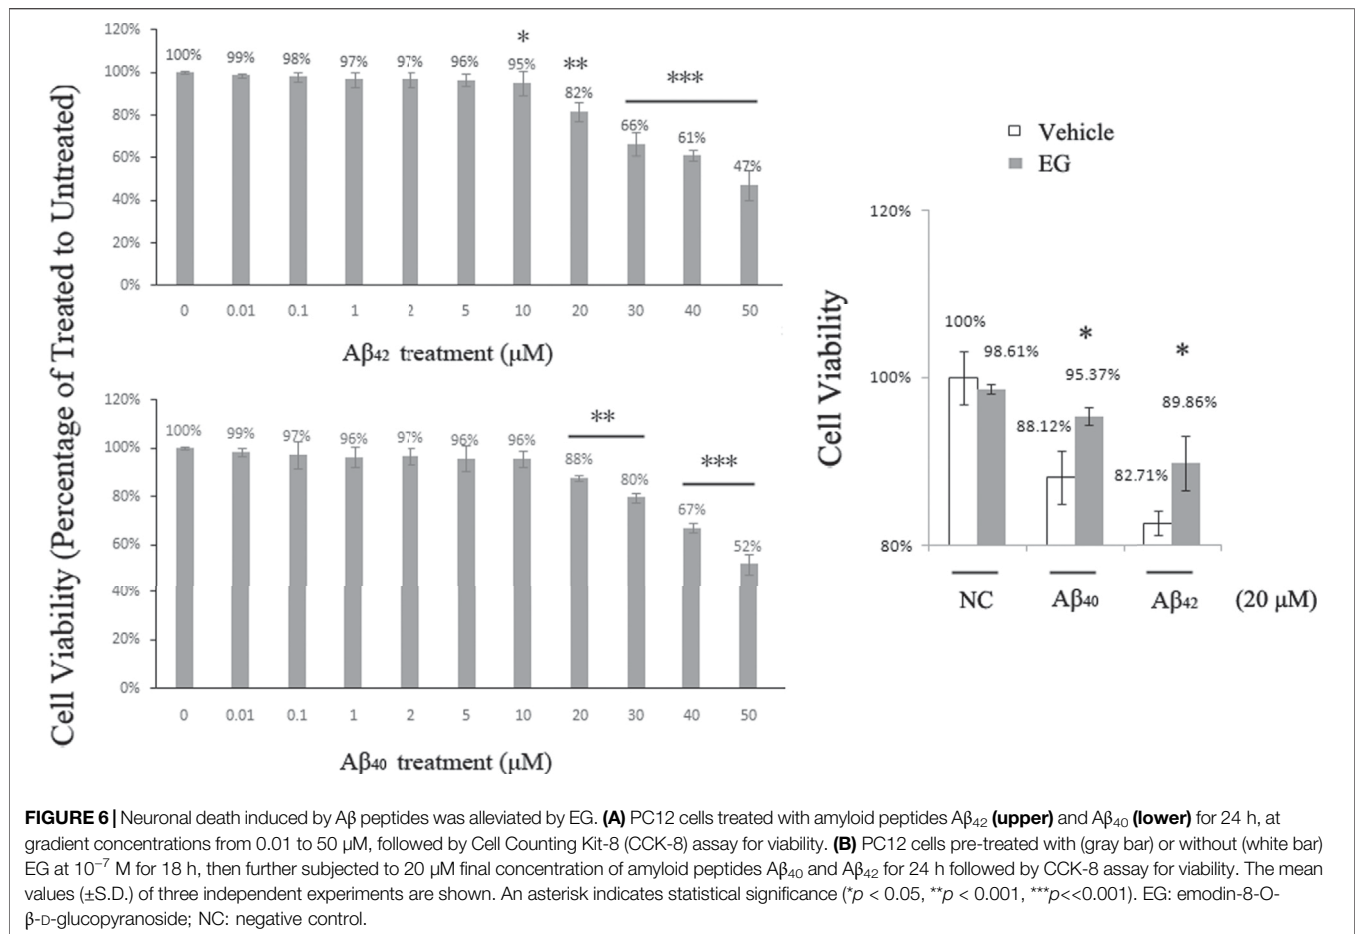 Cell Viability (Percentage of Treated to Untreated)
120%
100%
80%
60%
40%
20%
0%
100% 99% 98% 97% 97% 96% 95% 82% 66% 61% 47%
* ** ***
0 0.01 0.1 1 2 5 10 20 30 40 50
Aβ42 treatment (μM)
120%
100%
80%
60%
40%
20%
0%
100% 99% 97% 96% 97% 96% 96% 88% 80% 67% 52%
** ***
0 0.01 0.1 1 2 5 10 20 30 40 50
Aβ40 treatment (μM)
Vehicle
EG
Cell Viability
120%
100%
80%
100% 98.61% 88.12% 95.37% 82.71% 89.86%
* *
NC Aβ40 Aβ42 (20 μM)
FIGURE 6 | Neuronal death induced by Aβ peptides was alleviated by EG. (A) PC12 cells treated with amyloid peptides Aβ42 (upper) and Aβ40 (lower) for 24 h, at
gradient concentrations from 0.01 to 50 μM, followed by Cell Counting Kit-8 (CCK-8) assay for viability. (B) PC12 cells pre-treated with (gray bar) or without (white bar)
EG at 10⁻⁷ M for 18 h, then further subjected to 20 μM final concentration of amyloid peptides Aβ40 and Aβ42 for 24 h followed by CCK-8 assay for viability. The mean
values (±S.D.) of three independent experiments are shown. An asterisk indicates statistical significance (*p < 0.05, **p < 0.001, ***p<<0.001). EG: emodin-8-O-
β-D-glucopyranoside; NC: negative control.